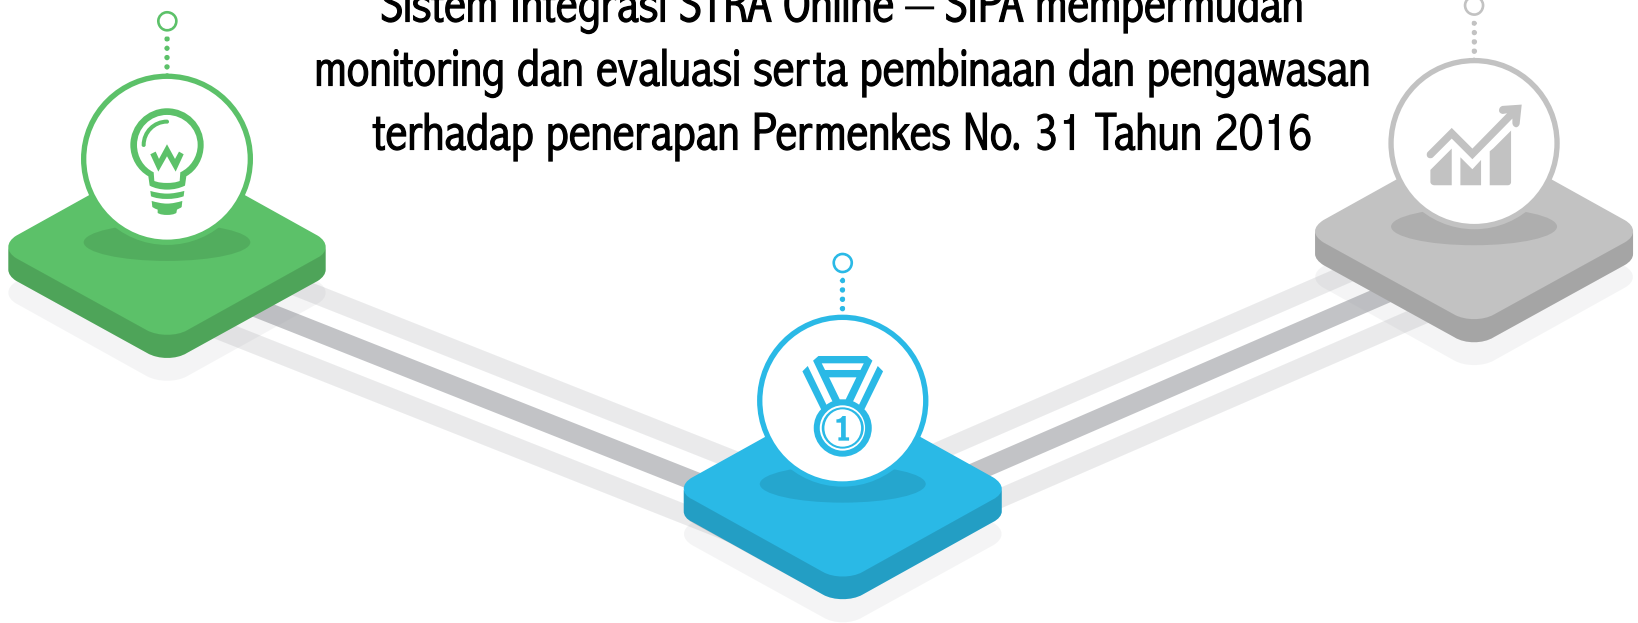 Sistem Integrasi STRA Online – SIPA mempermudah
monitoring dan evaluasi serta pembinaan dan pengawasan
terhadap penerapan Permenkes No. 31 Tahun 2016
1